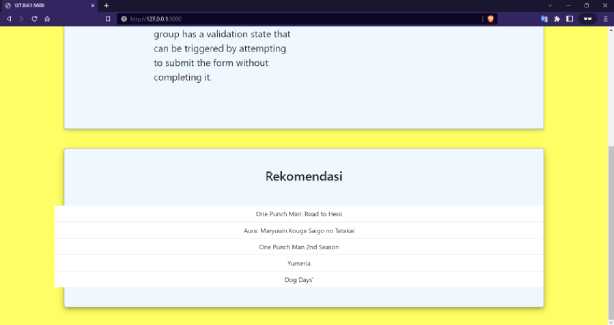 127.0.0.1:5000
http://127.0.0.1:5000
group has a validation state that
can be triggered by attempting
to submit the form without
completing it.
Rekomendasi
One Punch Man: Road to Hero
Aura: Maryuuin Kouga Saigo no Tatakai
One Punch Man 2nd Season
Yumeria
Dog Days'